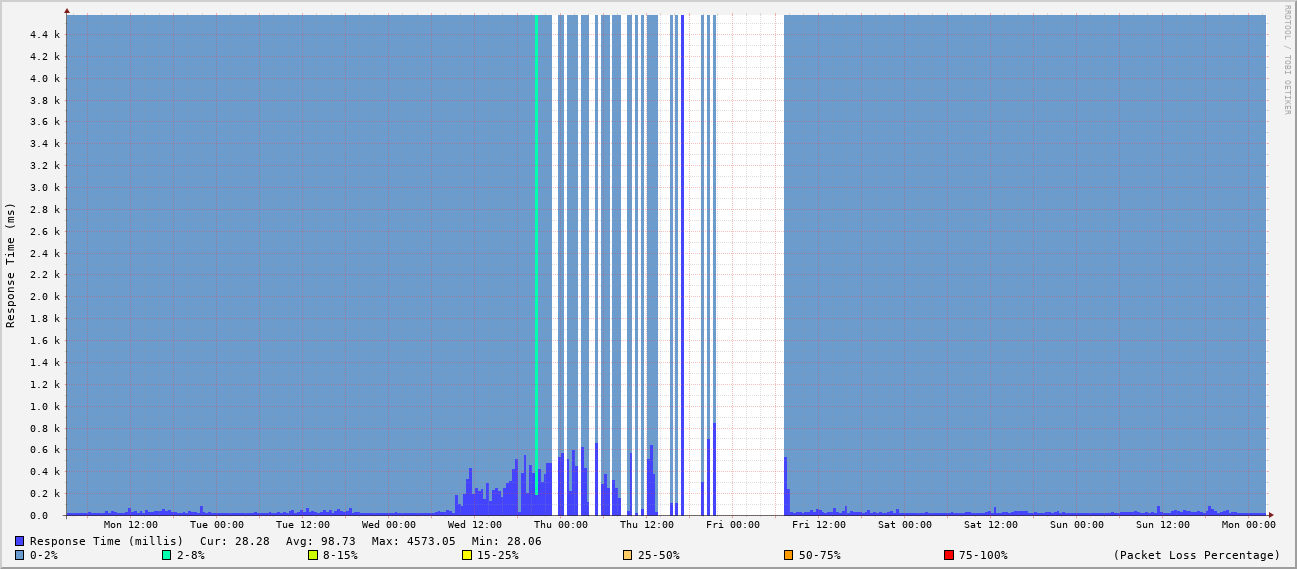 RRDTOOL / TOBI OETIKER
Response Time (ms)
4.4 k
4.2 k
4.0 k
3.8 k
3.6 k
3.4 k
3.2 k
3.0 k
2.8 k
2.6 k
2.4 k
2.2 k
2.0 k
1.8 k
1.6 k
1.4 k
1.2 k
1.0 k
0.8 k
0.6 k
0.4 k
0.2 k
0.0
Mon 12:00 Tue 00:00 Tue 12:00 Wed 00:00 Wed 12:00 Thu 00:00 Thu 12:00 Fri 00:00 Fri 12:00 Sat 00:00 Sat 12:00 Sun 00:00 Sun 12:00 Mon 00:00
Response Time (millis) Cur: 28.28 Avg: 98.73 Max: 4573.05 Min: 28.06
0-2% 2-8% 8-15% 15-25% 25-50% 50-75% 75-100% (Packet Loss Percentage)